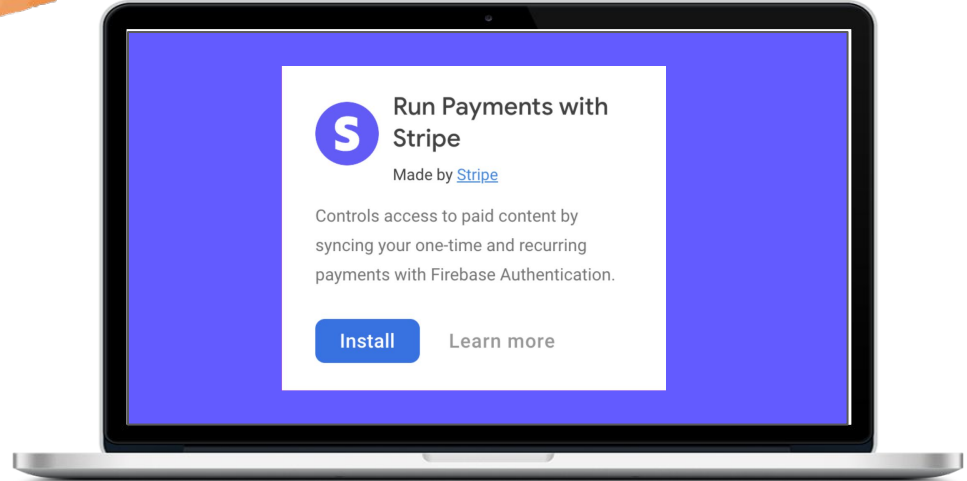 S
Run Payments with
Stripe
Made by Stripe
Controls access to paid content by
syncing your one-time and recurring
payments with Firebase Authentication.
Install
Learn more